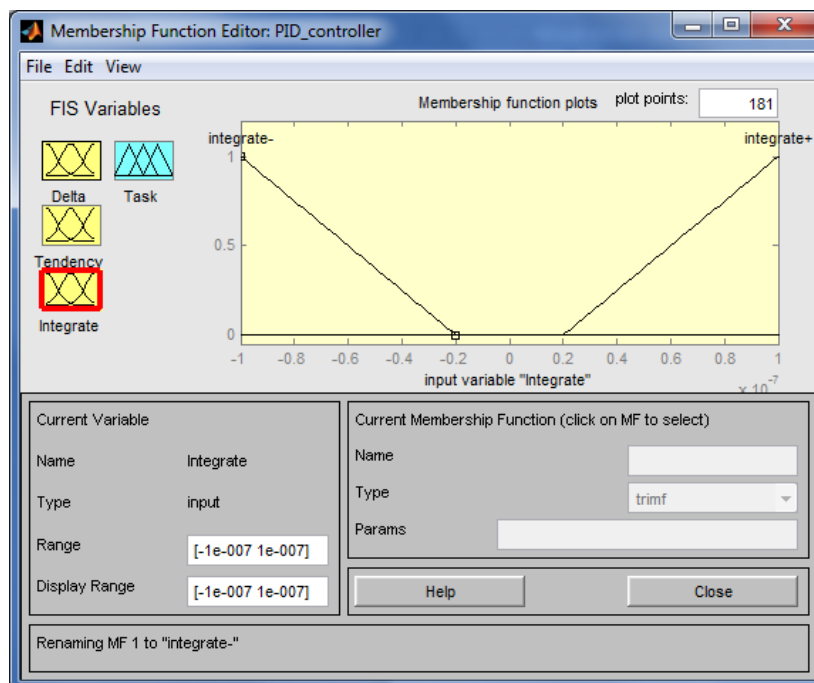 Membership Function Editor: PID_controller
File Edit View
FIS Variables
Delta
Task
Tendency
Integrate
Membership function plots
plot points:
181
integrate-
integrate+
1
0.5
0
-1 -0.8 -0.6 -0.4 -0.2 0 0.2 0.4 0.6 0.8 1
input variable "Integrate"
x 10-7
Current Variable
Name Integrate
Type input
Range [-1e-007 1e-007]
Display Range [-1e-007 1e-007]
Current Membership Function (click on MF to select)
Name
Type trimf
Params
Help
Close
Renaming MF 1 to "integrate-"